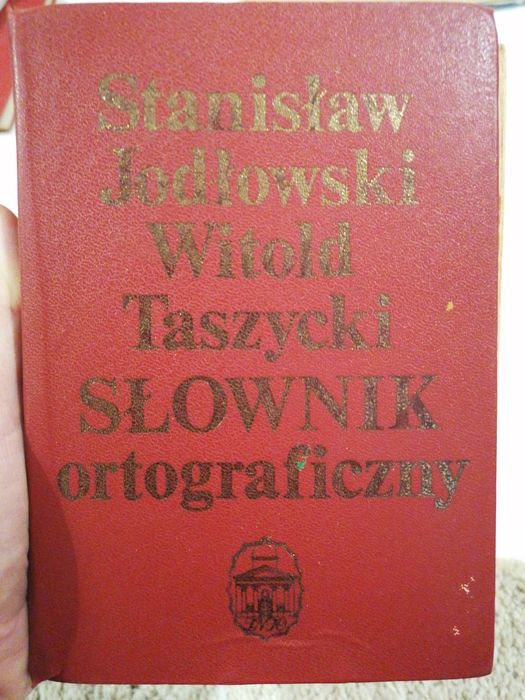 Stanisław
Jodłowski
Witold
Taszycki
SŁOWNIK
ortograficzny